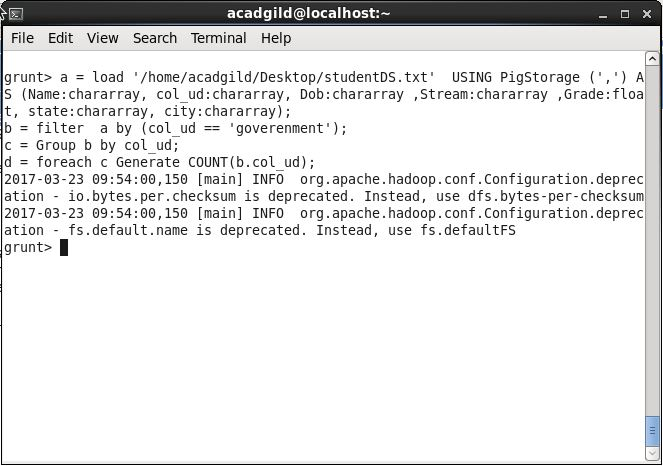 acadgild@localhost:~
File Edit View Search Terminal Help
grunt> a = load '/home/acadgild/Desktop/studentDS.txt'  USING PigStorage (',') A
S (Name:chararray, col_ud:chararray, Dob:chararray ,Stream:chararray ,Grade:floa
t, state:chararray, city:chararray);
b = filter  a by (col_ud == 'goverenment');
c = Group b by col_ud;
d = foreach c Generate COUNT(b.col_ud);
2017-03-23 09:54:00,150 [main] INFO  org.apache.hadoop.conf.Configuration.deprec
ation - io.bytes.per.checksum is deprecated. Instead, use dfs.bytes-per-checksum
2017-03-23 09:54:00,150 [main] INFO  org.apache.hadoop.conf.Configuration.deprec
ation - fs.default.name is deprecated. Instead, use fs.defaultFS
grunt>